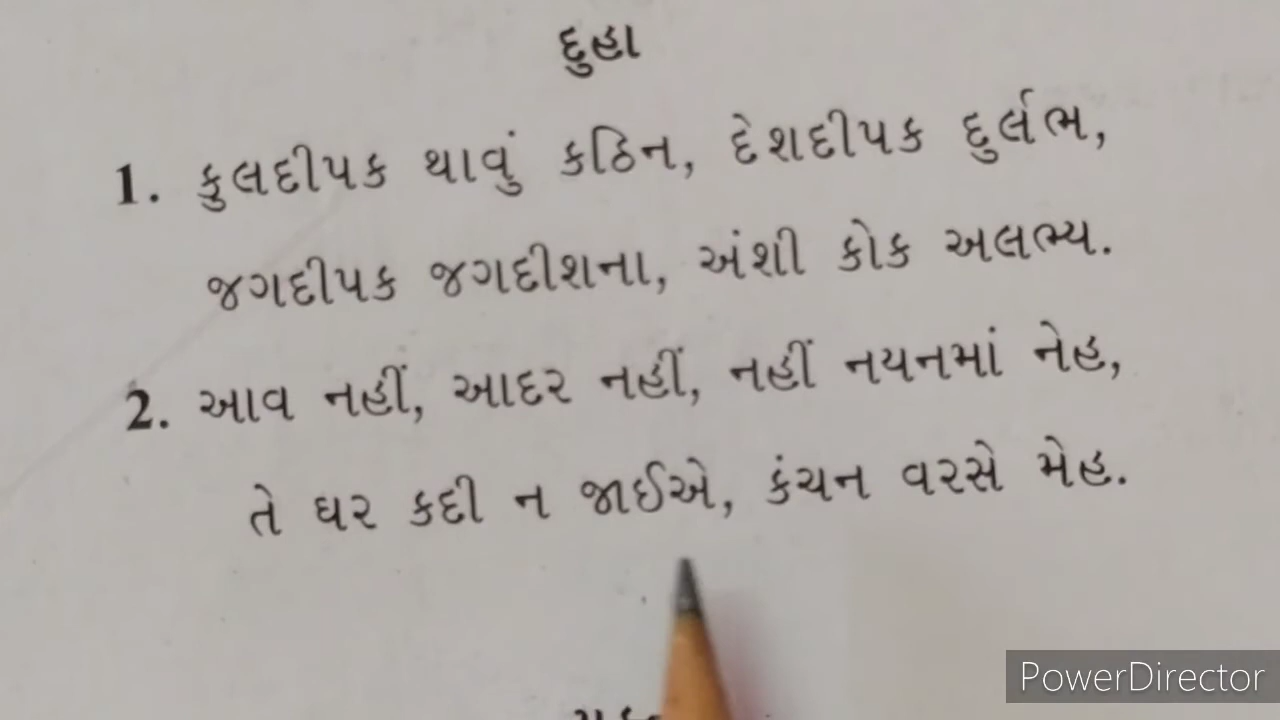 દુહા
1. કુલદીપક થાવું કઠિન, દેશદીપક દુર્લભ,
જગદીપક જગદીશના, અંશી કોક અલભ્ય.
2. આવ નહીં, આદર નહીં, નહીં નયનમાં નેહ,
તે ઘર કદી ન જાઈએ, કંચન વરસે મેહ.
PowerDirector